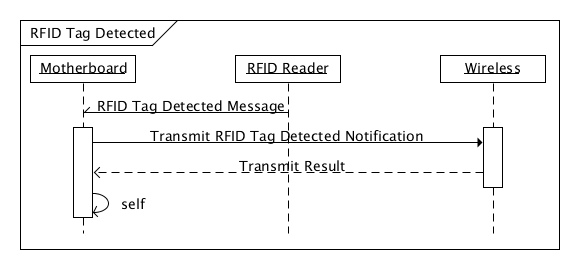 RFID Tag Detected
Motherboard
RFID Reader
Wireless
RFID Tag Detected Message
Transmit RFID Tag Detected Notification
Transmit Result
self